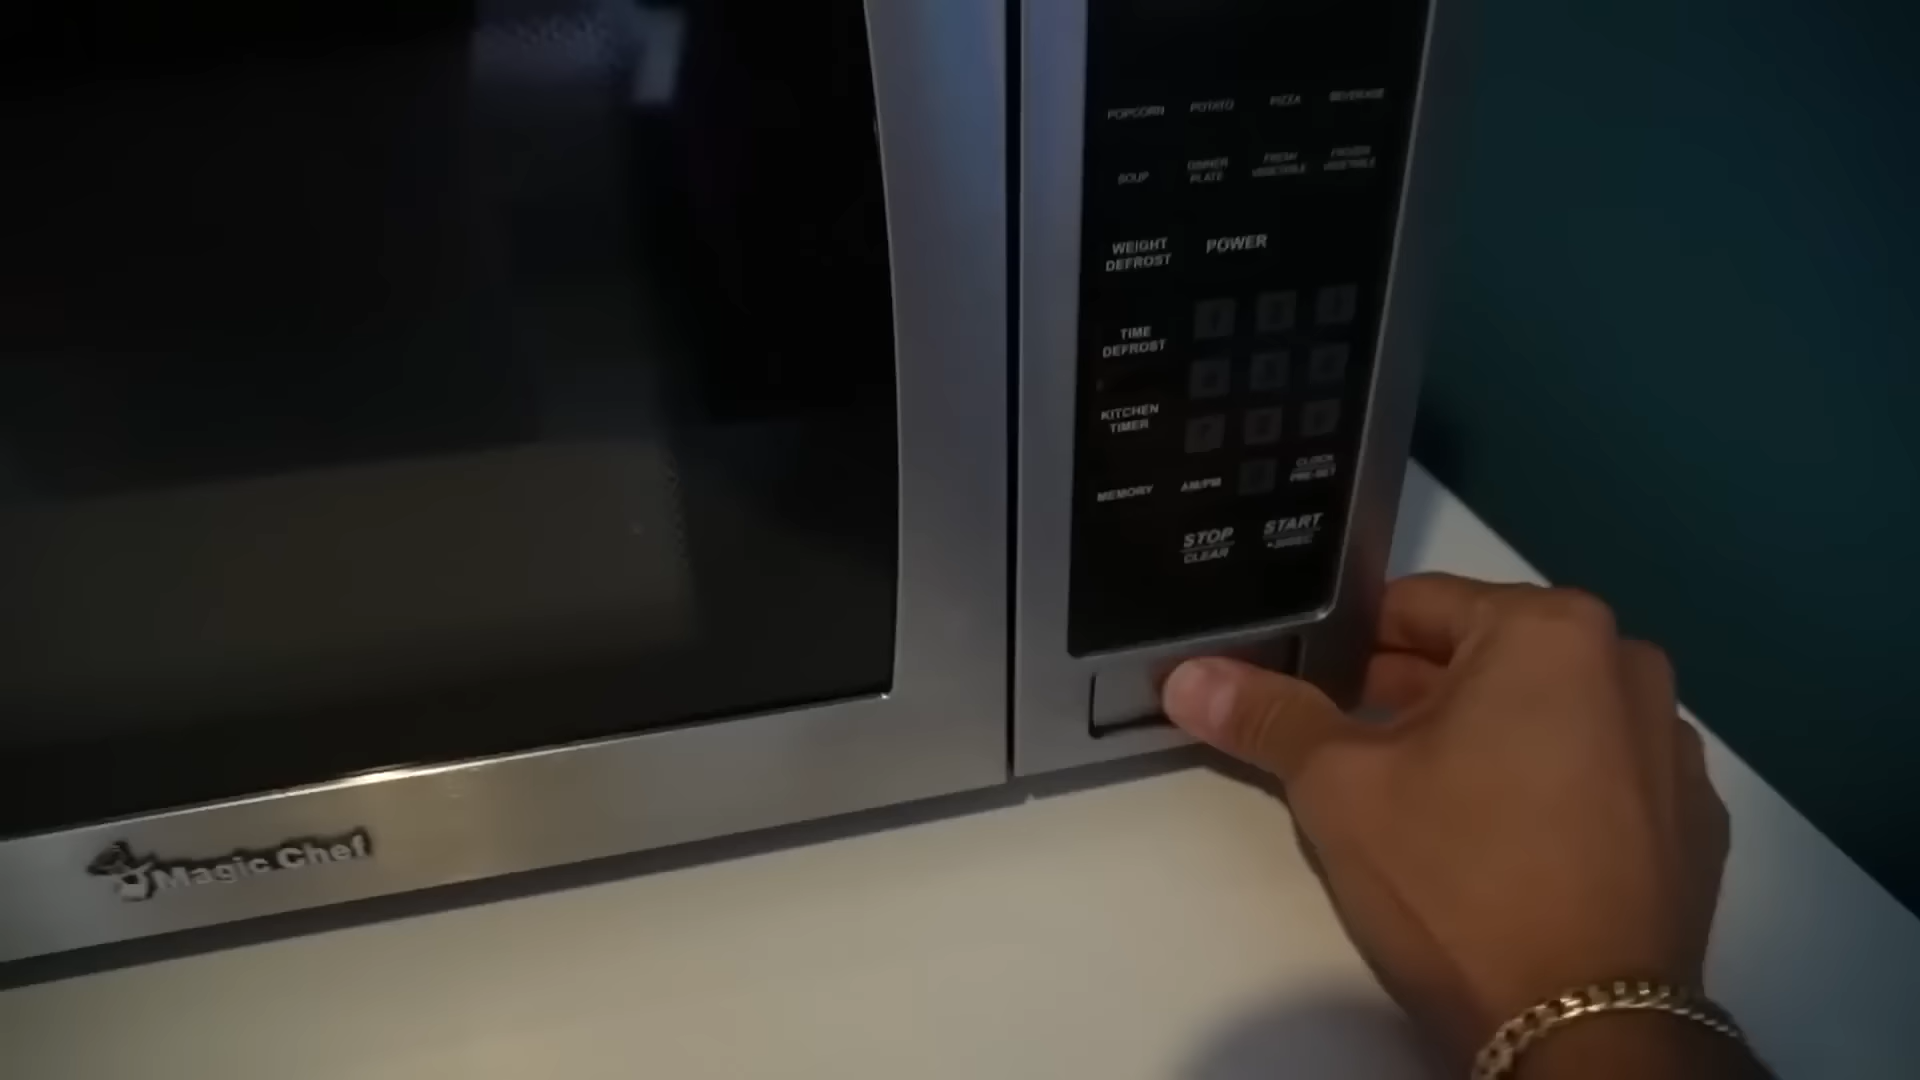 POPCORN POTATO PIZZA BEVERAGE
SOUP DINNER PLATE FRESH VEGETABLE FROZEN VEGETABLE
WEIGHT DEFROST POWER
TIME DEFROST
KITCHEN TIMER
MEMORY AM/PM CLOCK PRE-SET
STOP CLEAR START +30SEC
Magic Chef